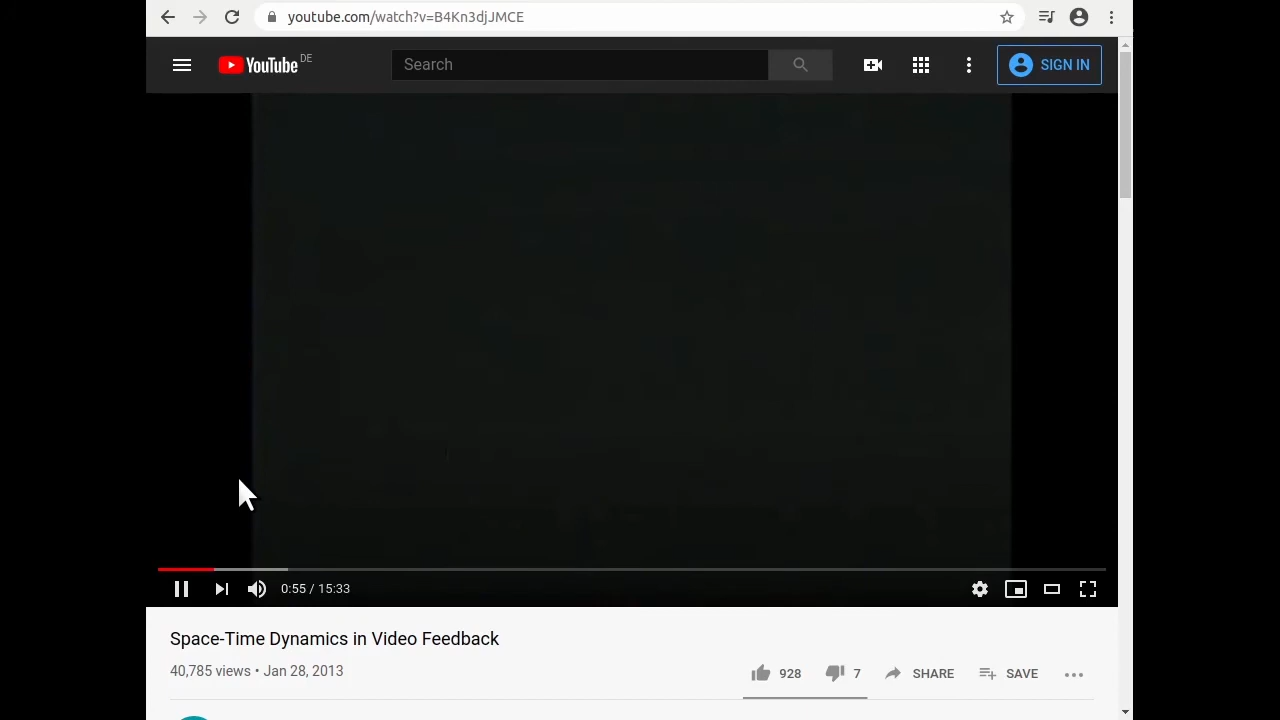 youtube.com/watch?v=B4Kn3djJMCE
YouTube DE
Search
SIGN IN
0:55 / 15:33
Space-Time Dynamics in Video Feedback
40,785 views • Jan 28, 2013
928
7
SHARE
SAVE